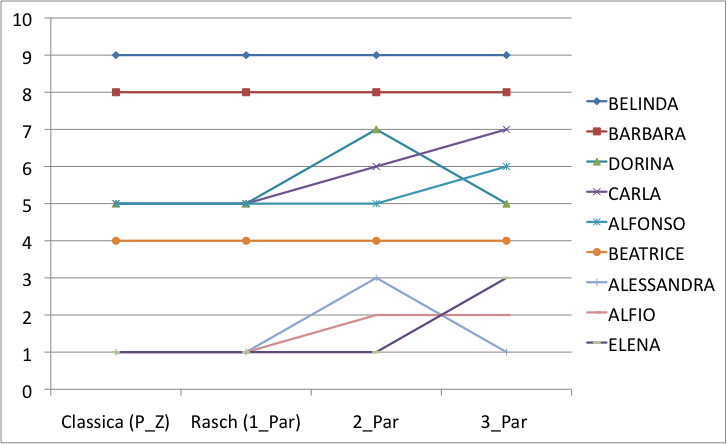 10
9
8
7
6
5
4
3
2
1
0
Classica (P_Z) Rasch (1_Par) 2_Par 3_Par
BELINDA
BARBARA
DORINA
CARLA
ALFONSO
BEATRICE
ALESSANDRA
ALFIO
ELENA